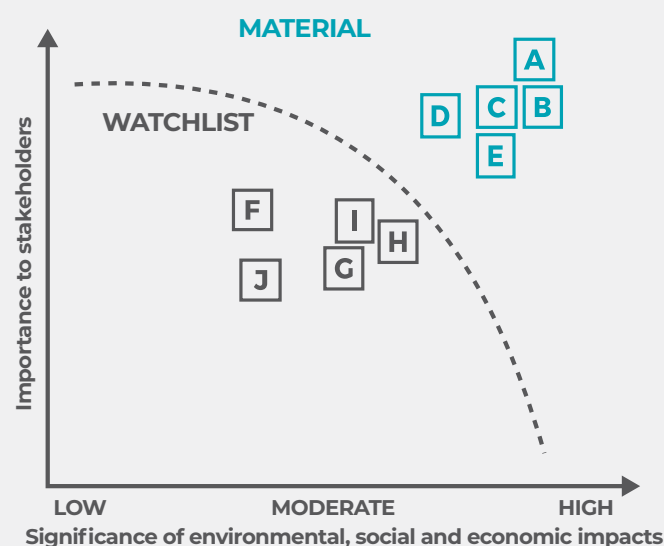 MATERIAL
A
D
C
B
WATCHLIST
E
F
I
H
G
J
Importance to stakeholders
LOW
MODERATE
HIGH
Significance of environmental, social and economic impacts